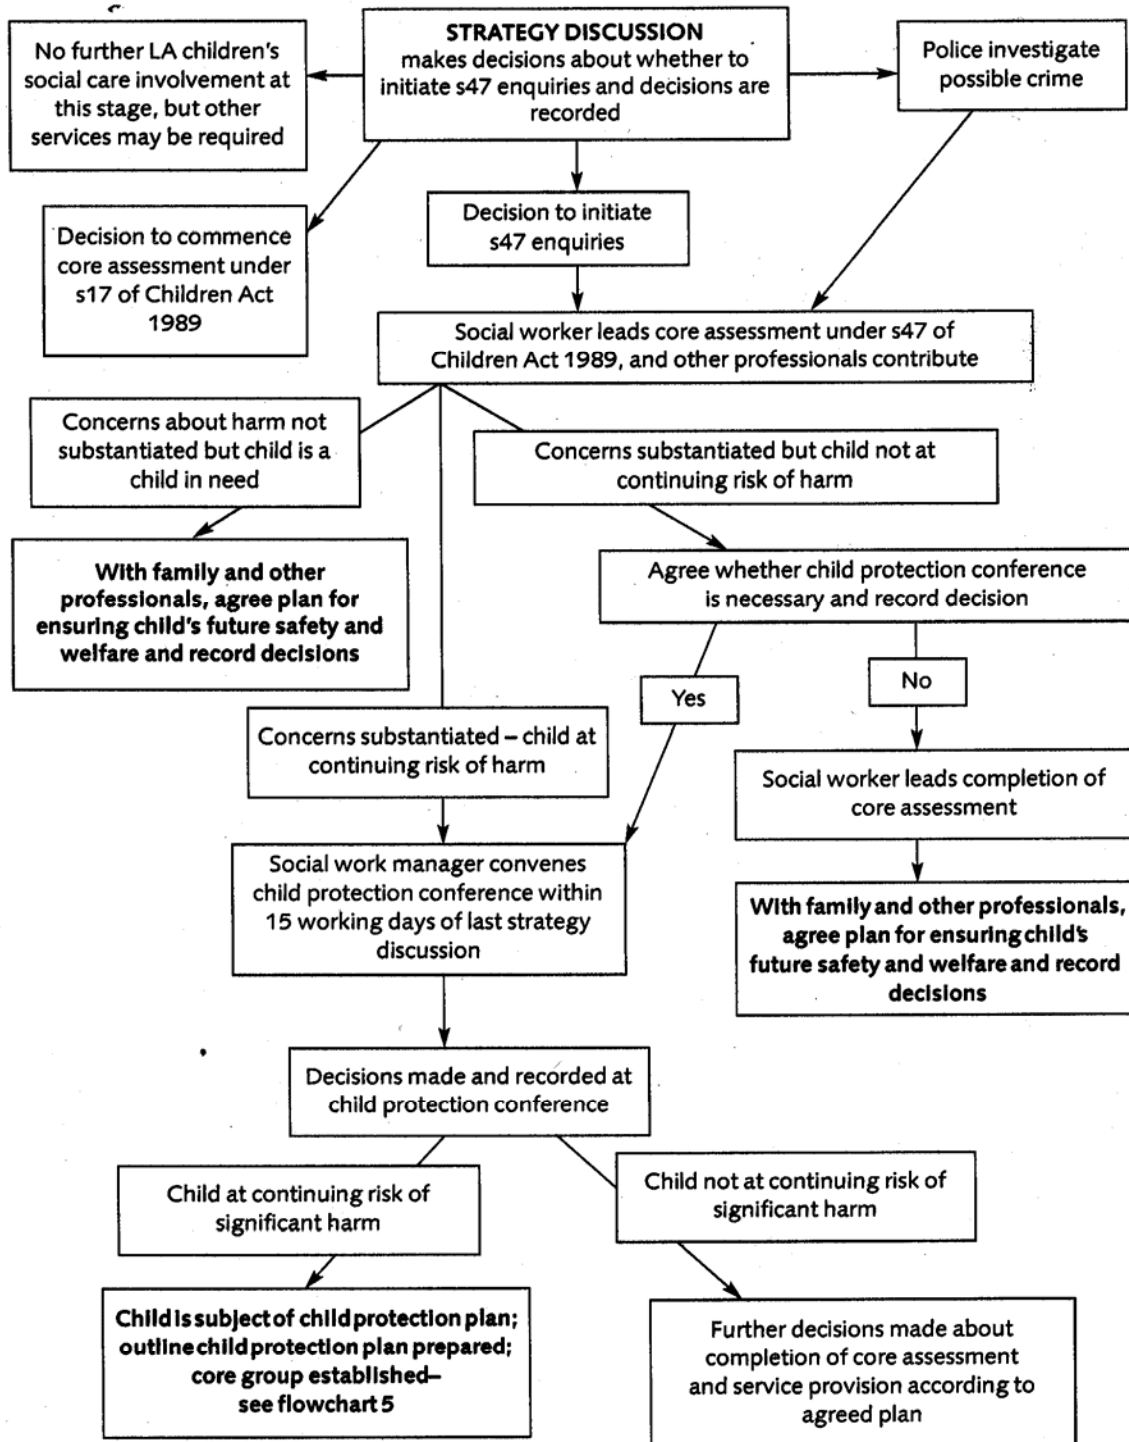 No further LA children's
social care involvement at
this stage, but other
services may be required
STRATEGY DISCUSSION
makes decisions about whether to
initiate s47 enquiries and decisions are
recorded
Police investigate
possible crime
Decision to commence
core assessment under
s17 of Children Act
1989
Decision to initiate
s47 enquiries
Social worker leads core assessment under s47 of
Children Act 1989, and other professionals contribute
Concerns about harm not
substantiated but child is a
child in need
Concerns substantiated but child not at
continuing risk of harm
With family and other
professionals, agree plan for
ensuring child's future safety and
welfare and record decisions
Agree whether child protection conference
is necessary and record decision
Yes
No
Concerns substantiated – child at
continuing risk of harm
Social worker leads completion of
core assessment
Social work manager convenes
child protection conference within
15 working days of last strategy
discussion
With family and other professionals,
agree plan for ensuring child's
future safety and welfare and record
decisions
Decisions made and recorded at
child protection conference
Child at continuing risk of
significant harm
Child not at continuing risk of
significant harm
Child is subject of child protection plan;
outline child protection plan prepared;
core group established–
see flowchart 5
Further decisions made about
completion of core assessment
and service provision according to
agreed plan